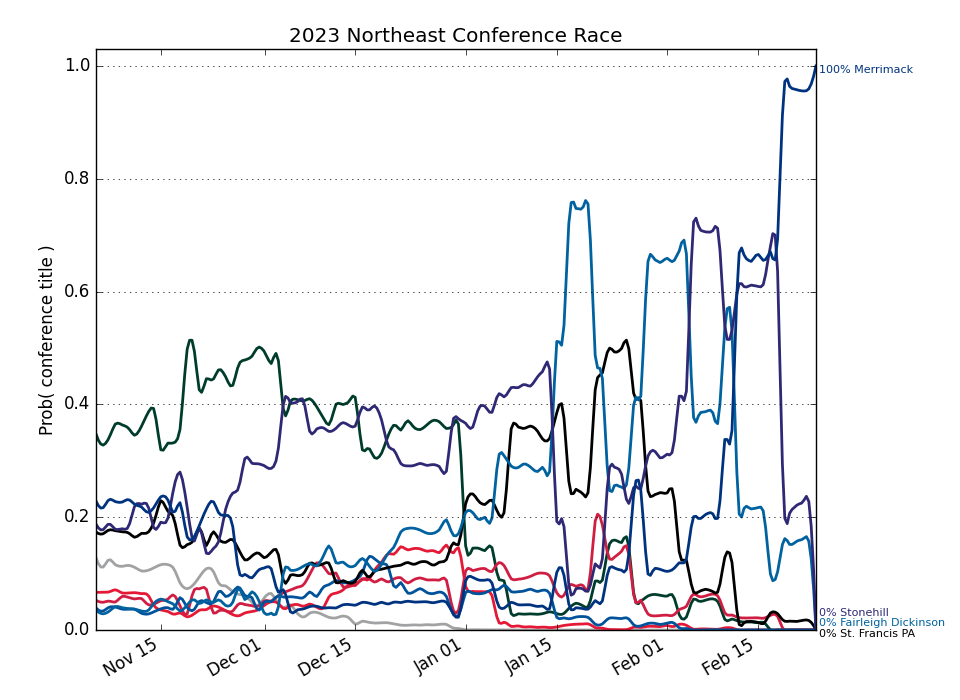 2023 Northeast Conference Race
Prob( conference title )
1.0
0.8
0.6
0.4
0.2
0.0
Nov 15
Dec 01
Dec 15
Jan 01
Jan 15
Feb 01
Feb 15
100% Merrimack
0% Stonehill
0% Fairleigh Dickinson
0% St. Francis PA